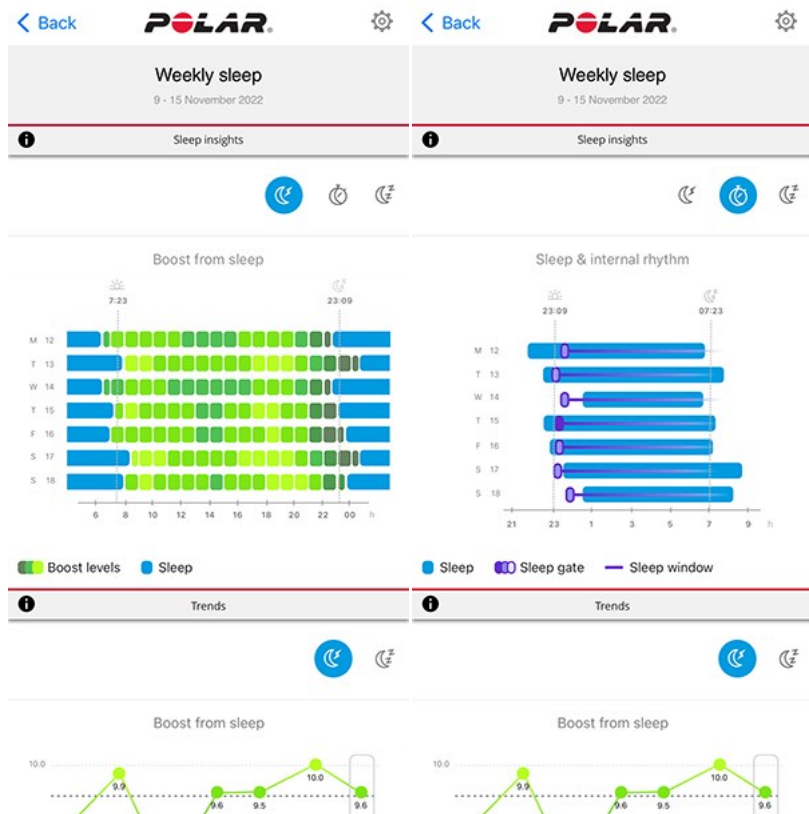 Back
POLAR
Weekly sleep
9 - 15 November 2022
Sleep insights
Boost from sleep
7:23
23:09
M 12
T 13
W 14
T 15
F 16
S 17
S 18
6 8 10 12 14 16 18 20 22 00 h
Boost levels
Sleep
Trends
Boost from sleep
10.0
9.9
9.6
9.5
10.0
9.6
Back
POLAR
Weekly sleep
9 - 15 November 2022
Sleep insights
Sleep & internal rhythm
23:09
07:23
M 12
T 13
W 14
T 15
F 16
S 17
S 18
21 23 1 3 5 7 9 h
Sleep
Sleep gate
Sleep window
Trends
Boost from sleep
10.0
9.9
9.6
9.5
10.0
9.6